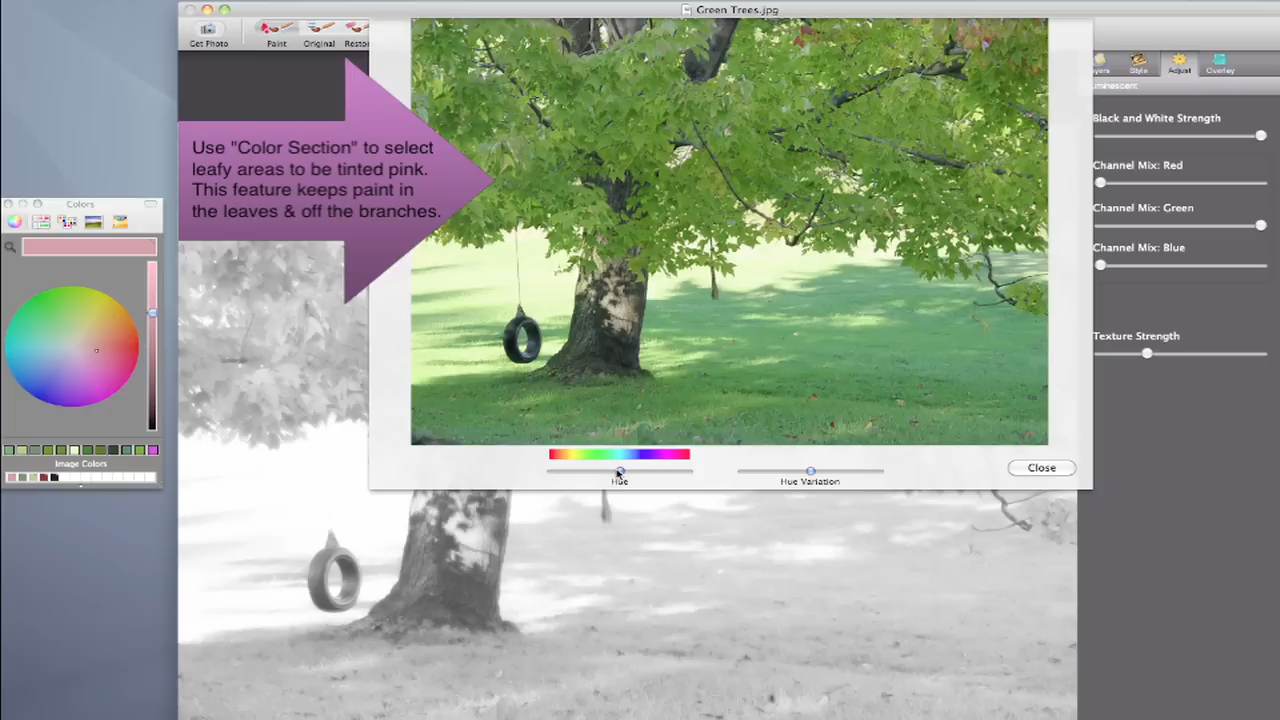 Green Trees.jpg
Get Photo
Paint
Original
Style
Adjust
Overlay
Use "Color Section" to select
leafy areas to be tinted pink.
This feature keeps paint in
the leaves & off the branches.
Black and White Strength
Channel Mix: Red
Channel Mix: Green
Channel Mix: Blue
Texture Strength
Colors
Image Colors
Hue
Hue Variation
Close